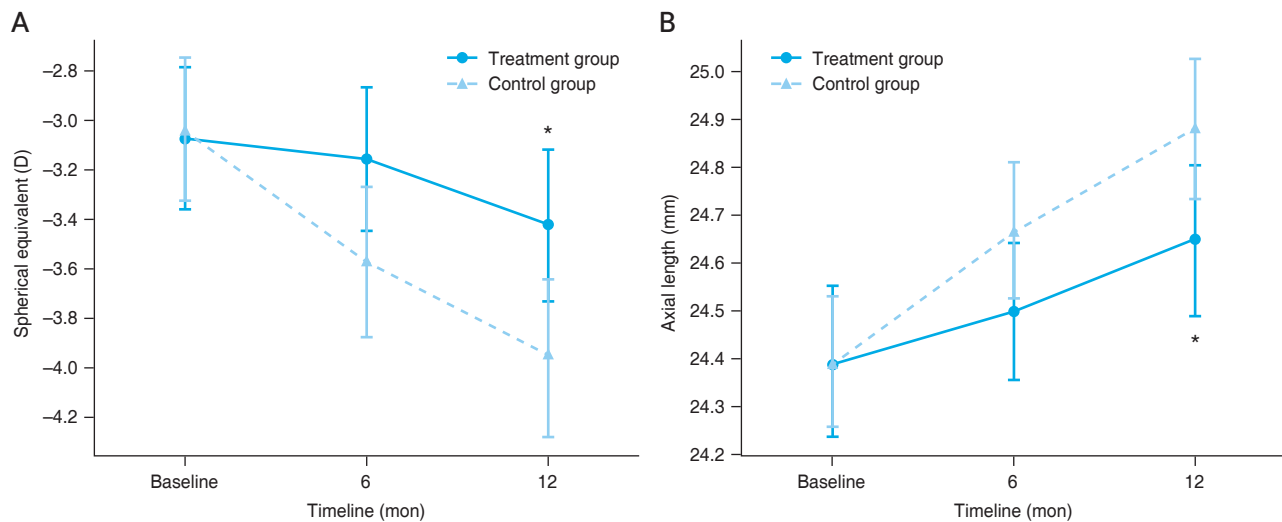 A
Spherical equivalent (D)
−2.8
−3.0
−3.2
−3.4
−3.6
−3.8
−4.0
−4.2
Treatment group
Control group
*
Baseline
6
12
Timeline (mon)
B
Axial length (mm)
25.0
24.9
24.8
24.7
24.6
24.5
24.4
24.3
24.2
Treatment group
Control group
*
Baseline
6
12
Timeline (mon)